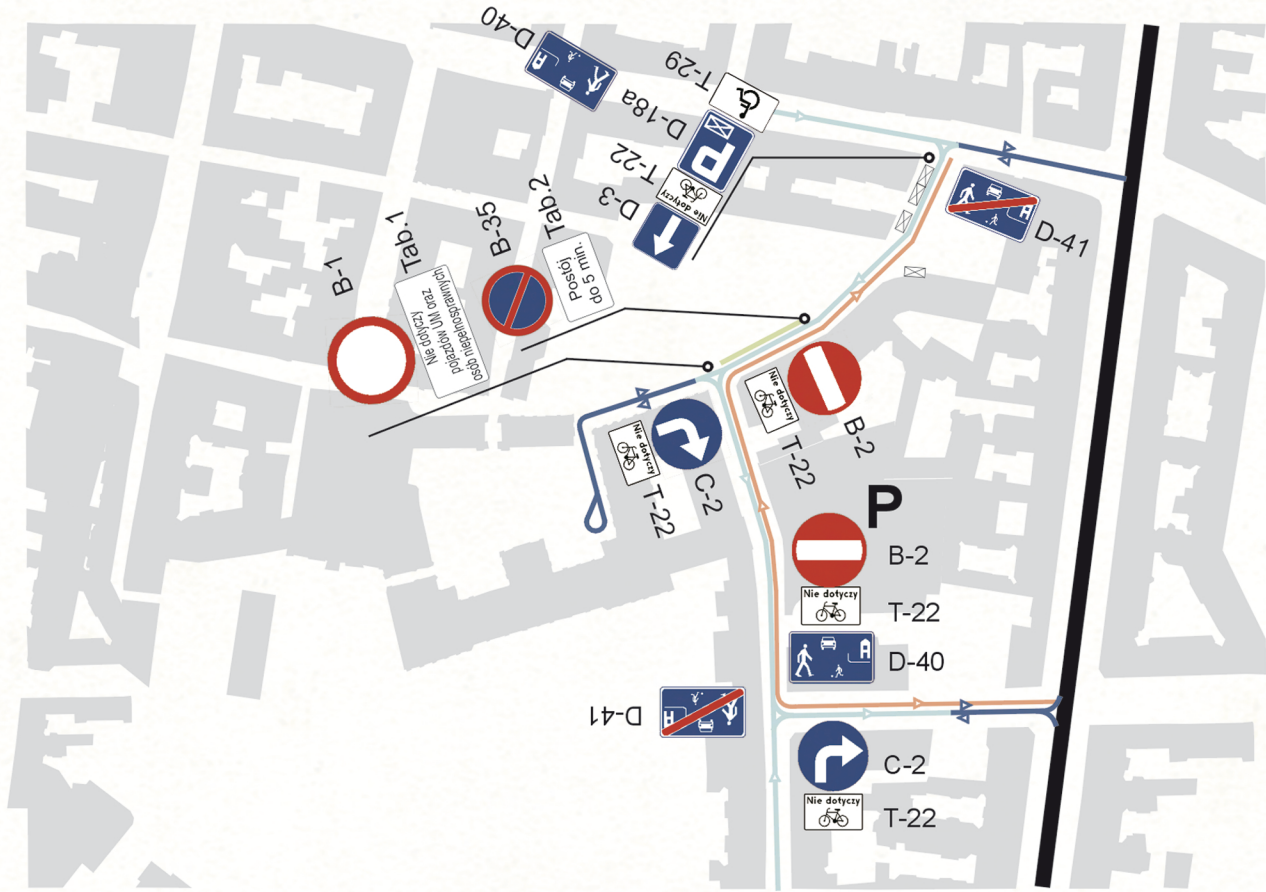 D-40
T-29
D-18a
T-22
Nie dotyczy
D-3
P
D-41
B-1
Tab.1
Nie dotyczy
pojazdów UM oraz
osób niepełnosprawnych
B-35
Tab.2
Postój
do 5 min.
Nie dotyczy
T-22
B-2
Nie dotyczy
T-22
C-2
P
B-2
Nie dotyczy
T-22
D-40
D-41
C-2
Nie dotyczy
T-22